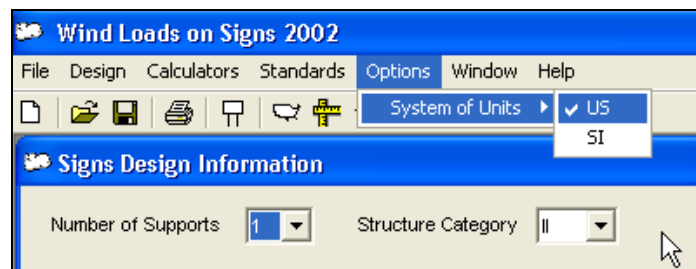 Wind Loads on Signs 2002
File Design Calculators Standards Options Window Help
System of Units US
SI
Signs Design Information
Number of Supports 1 Structure Category II